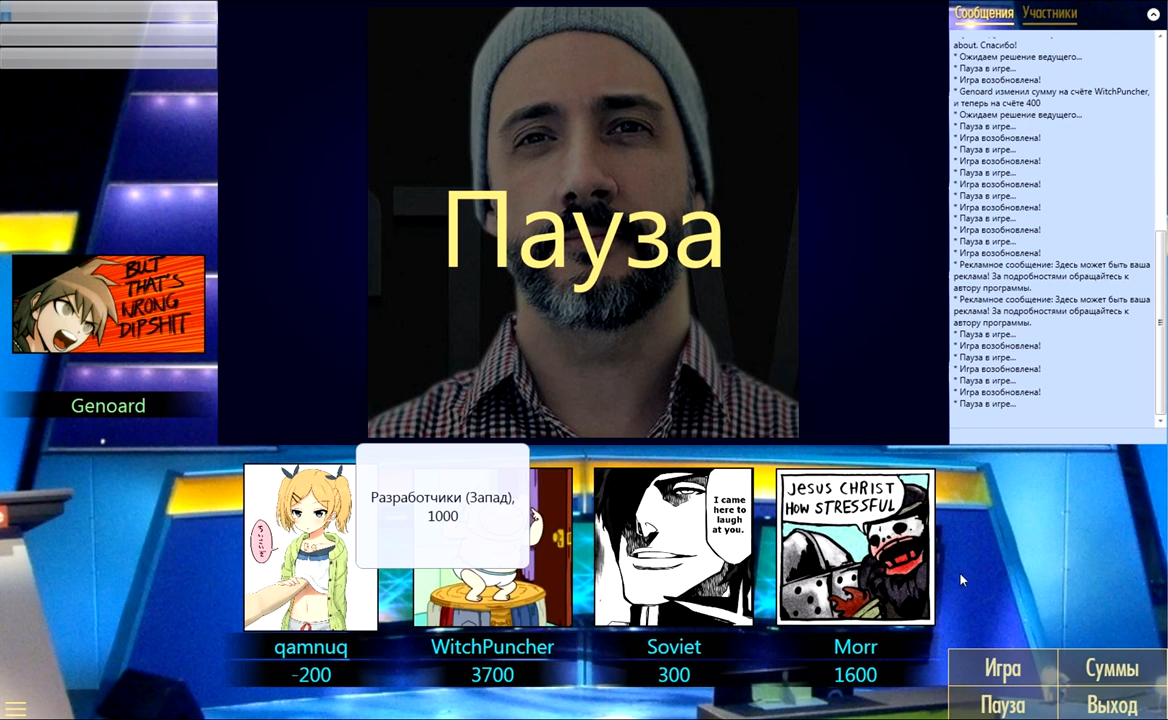 Сообщения Участники
about. Спасибо!
* Ожидаем решение ведущего...
* Пауза в игре...
* Игра возобновлена!
* Genoard изменил сумму на счёте WitchPuncher,
и теперь на счёте 400
* Ожидаем решение ведущего...
* Пауза в игре...
* Игра возобновлена!
* Пауза в игре...
* Игра возобновлена!
* Пауза в игре...
* Игра возобновлена!
* Пауза в игре...
* Игра возобновлена!
* Пауза в игре...
* Игра возобновлена!
* Пауза в игре...
* Игра возобновлена!
* Рекламное сообщение: Здесь может быть ваша
реклама! За подробностями обращайтесь к
автору программы.
* Рекламное сообщение: Здесь может быть ваша
реклама! За подробностями обращайтесь к
автору программы.
* Пауза в игре...
* Игра возобновлена!
* Пауза в игре...
* Игра возобновлена!
* Пауза в игре...
* Игра возобновлена!
* Пауза в игре...
Пауза
BUT
THAT'S
WRONG
DIPSHIT
Genoard
Разработчики (Запад),
1000
I came
here to
laugh
at you.
JESUS CHRIST
HOW STRESSFUL
qamnuq WitchPuncher Soviet Morr
-200 3700 300 1600
Игра Суммы
Пауза Выход